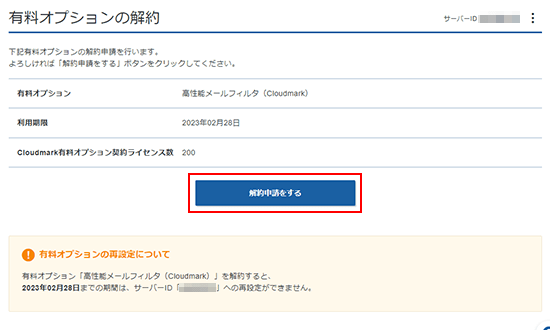 有料オプションの解約
サーバーID
下記有料オプションの解約申請を行います。
よろしければ「解約申請をする」ボタンをクリックしてください。
有料オプション 高性能メールフィルタ（Cloudmark）
利用期限 2023年02月28日
Cloudmark有料オプション契約ライセンス数 200
解約申請をする
有料オプションの再設定について
有料オプション「高性能メールフィルタ（Cloudmark）」を解約すると、
2023年02月28日までの期間は、サーバーID「 」への再設定ができません。